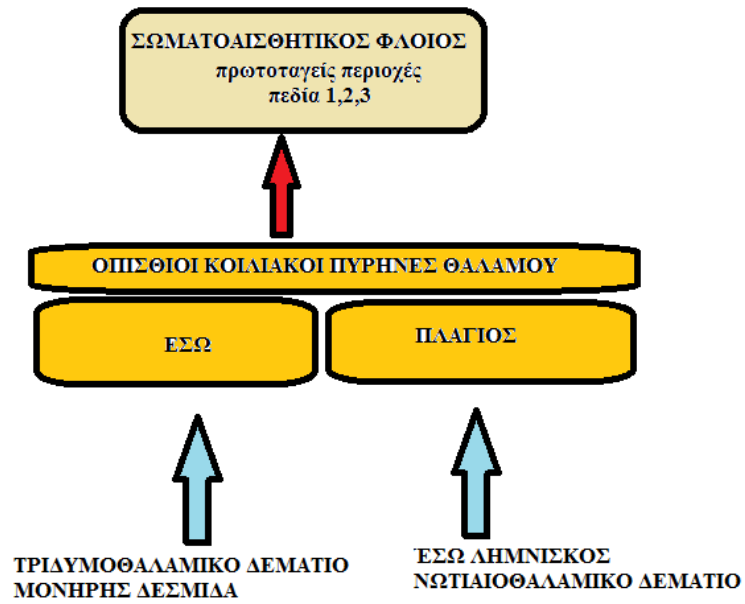 ΣΩΜΑΤΟΑΙΣΘΗΤΙΚΟΣ ΦΛΟΙΟΣ
πρωτοταγείς περιοχές
πεδία 1,2,3
ΟΠΙΣΘΙΟΙ ΚΟΙΛΙΑΚΟΙ ΠΥΡΗΝΕΣ ΘΑΛΑΜΟΥ
ΕΣΩ
ΠΛΑΓΙΟΣ
ΤΡΙΔΥΜΟΘΑΛΑΜΙΚΟ ΔΕΜΑΤΙΟ
ΜΟΝΗΡΗΣ ΔΕΣΜΙΔΑ
ΈΣΩ ΛΗΜΝΙΣΚΟΣ
ΝΩΤΙΑΙΟΘΑΛΑΜΙΚΟ ΔΕΜΑΤΙΟ